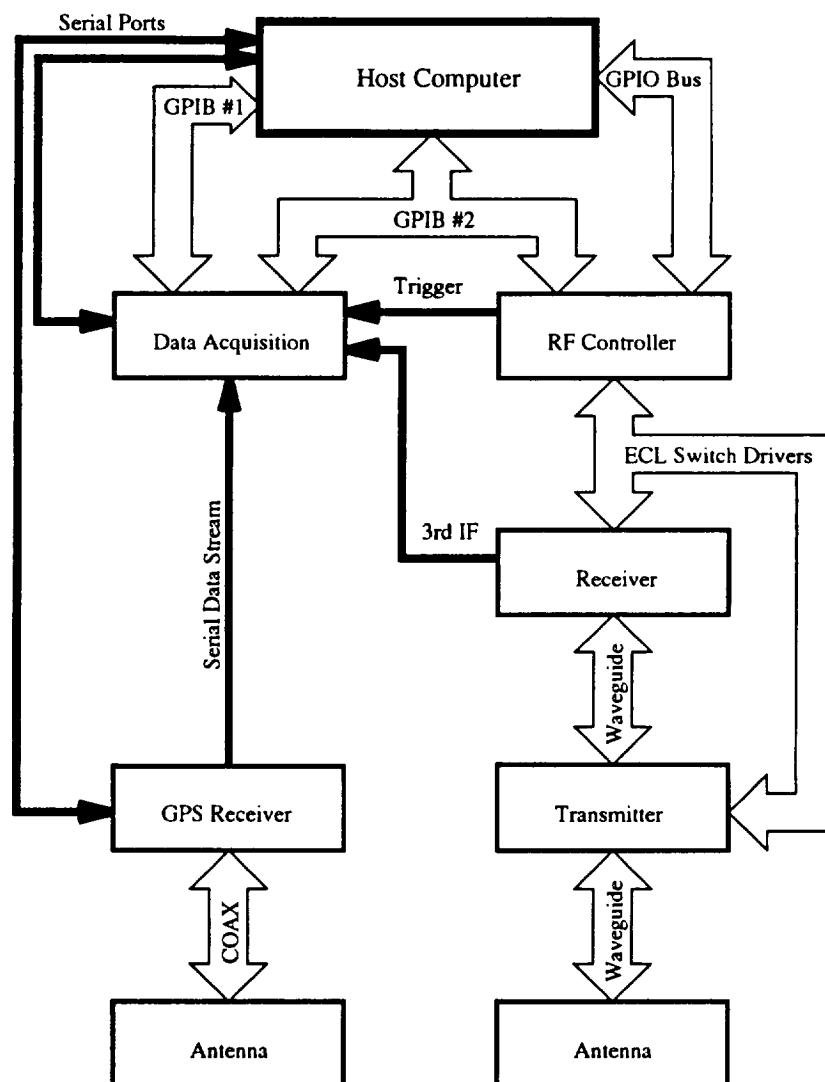 Serial Ports
Host Computer
GPIO Bus
GPIB #1
GPIB #2
Trigger
Data Acquisition
RF Controller
ECL Switch Drivers
3rd IF
Receiver
Serial Data Stream
Waveguide
GPS Receiver
Transmitter
COAX
Waveguide
Antenna
Antenna